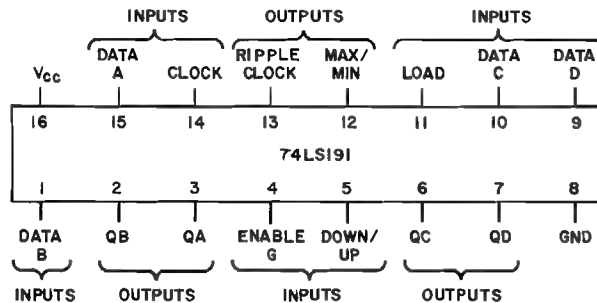 INPUTS OUTPUTS INPUTS
DATA A CLOCK RIPPLE CLOCK MAX/ MIN LOAD DATA C DATA D
VCC
16 15 14 13 12 11 10 9
74LS191
1 2 3 4 5 6 7 8
DATA B QB QA ENABLE G DOWN/ UP QC QD GND
INPUTS OUTPUTS INPUTS OUTPUTS